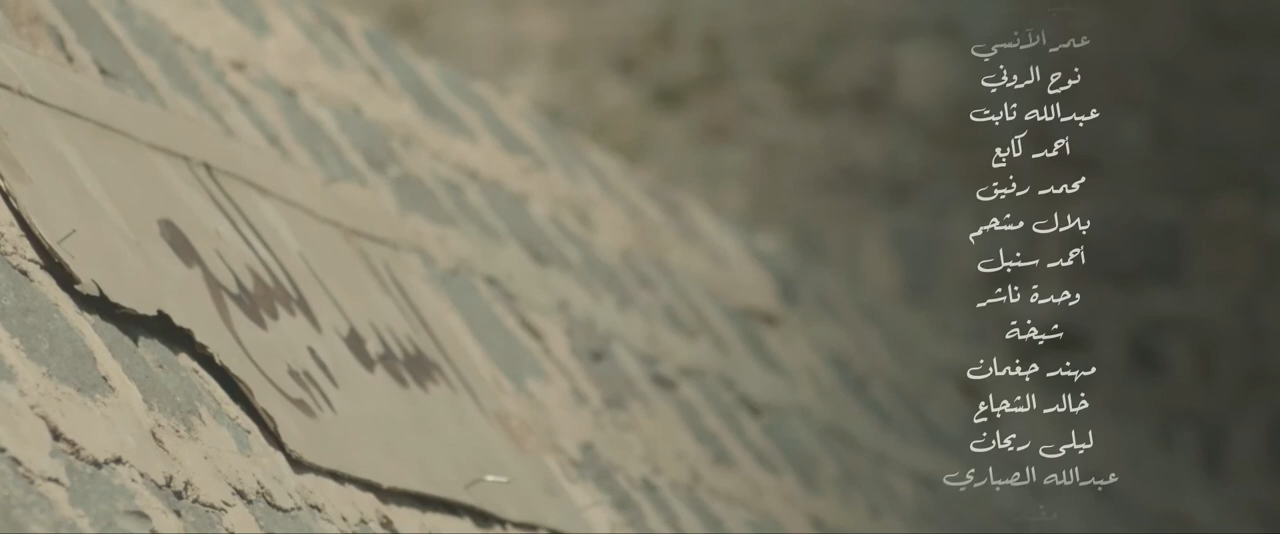 عمر الآنسي
نوح الروني
عبدالله ثابت
أحمد كابع
محمد رفيق
بلال مشحم
أحمد سنبل
وحدة ناشر
شيخة
مهند جغمان
خالد الشجاع
ليلى ريحان
عبدالله الصباري